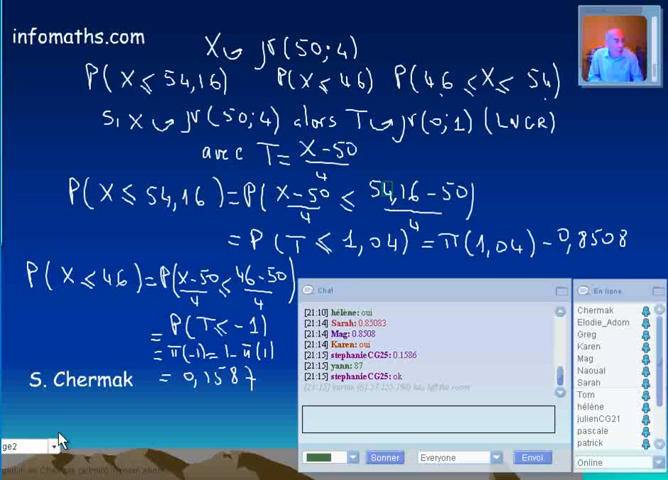 infomaths.com
X ↪ N(50;4)
P(X ≤ 54,16) P(X ≤ 46) P(46 ≤ X ≤ 54)
Si X ↪ N(50;4) alors T ↪ N(0;1) (LNCR)
avec T = X-50/4
P(X ≤ 54,16) = P(X-50/4 ≤ 54,16-50/4)
= P(T ≤ 1,04) = π(1,04) - 0,8508
P(X ≤ 46) = P(X-50/4 ≤ 46-50/4)
= P(T ≤ -1)
= π(-1) = 1 - π(1)
= 0,1587
S. Chermak
ge2
Chat
[21:10] hélène: oui
[21:14] Sarah: 0.85083
[21:14] Mag: 0.8508
[21:14] Karen: oui
[21:15] stephanieCG25: 0.1586
[21:15] yann: 87
[21:15] stephanieCG25: ok
has left the room
Sonner
Everyone
Envoi
En ligne
Chermak
Elodie_Adom
Greg
Karen
Mag
Naoual
Sarah
Tom
hélène
julienCG21
pascale
patrick
Online